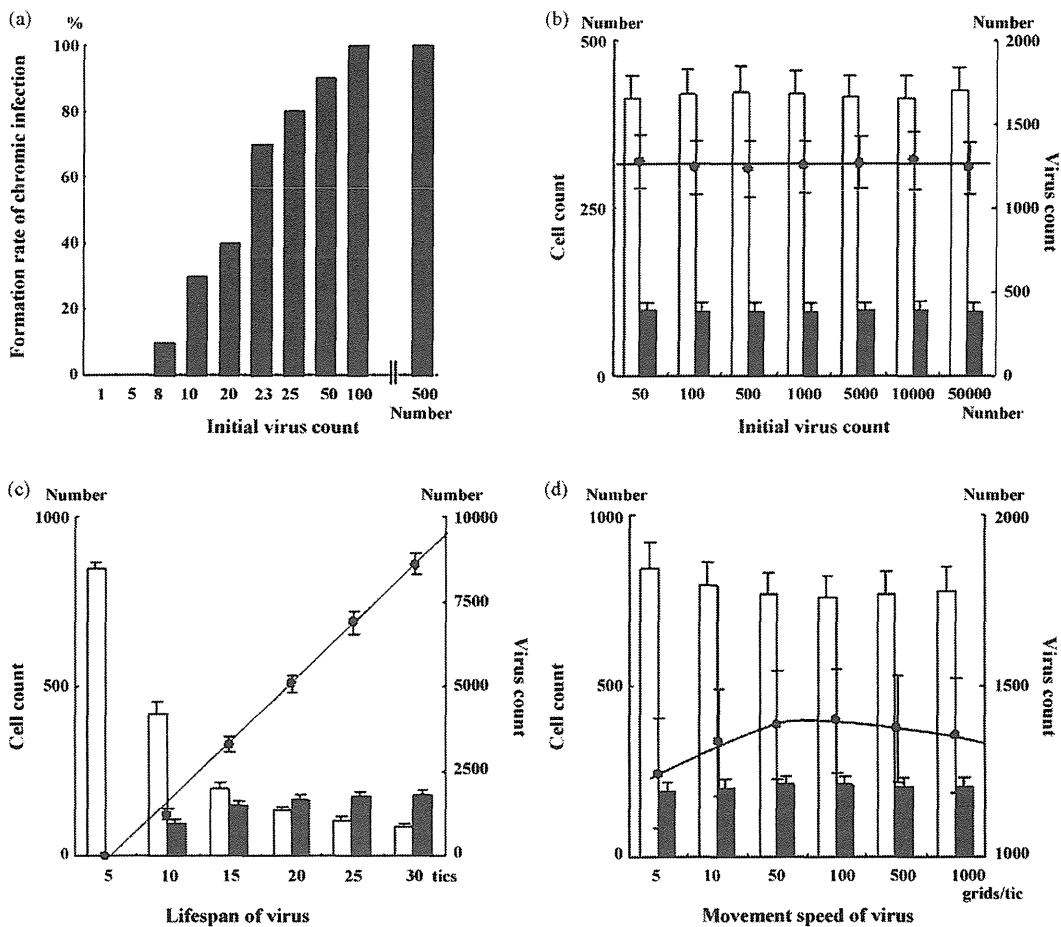 (a)
%
100
80
60
40
20
0
Formation rate of chromic infection
1 5 8 10 20 23 25 50 100 500
Number
Initial virus count
(b)
Number Number
500
250
0
Cell count
2000
1500
1000
500
0
Virus count
50 100 500 1000 5000 10000 50000
Number
Initial virus count
(c)
Number Number
1000
500
0
Cell count
10000
7500
5000
2500
0
Virus count
5 10 15 20 25 30 tics
Lifespan of virus
(d)
Number Number
1000
500
0
Cell count
2000
1500
1000
Virus count
5 10 50 100 500 1000
grids/tic
Movement speed of virus